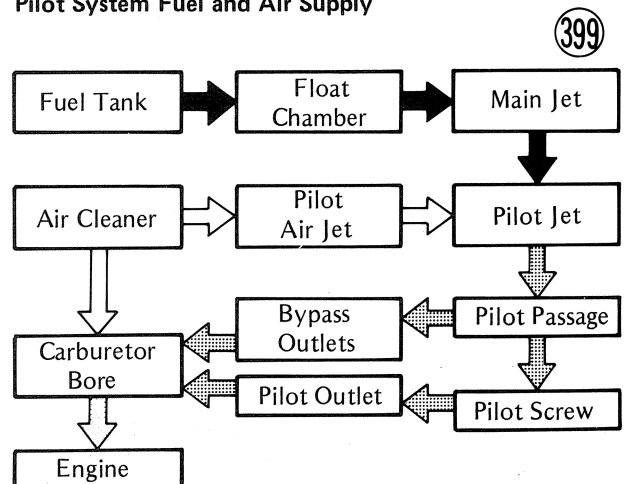 Pilot System Fuel and Air Supply
399
Fuel Tank
Float
Chamber
Main Jet
Air Cleaner
Pilot
Air Jet
Pilot Jet
Bypass
Outlets
Pilot Passage
Carburetor
Bore
Pilot Outlet
Pilot Screw
Engine